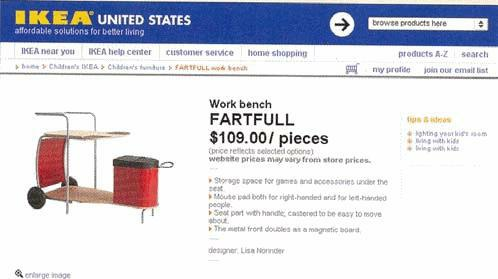 IKEA UNITED STATES
affordable solutions for better living
browse products here
IKEA near you IKEA help center customer service home shopping products A-Z search
home > Children's IKEA > Children's furniture > FARTFULL work bench my profile join our email list
Work bench
FARTFULL
$109.00/ pieces
(price reflects selected options)
website prices may vary from store prices.
Storage space for games and accessories under the seat.
Mouse pad both for right-handed and for left-handed people.
Seat part with handle; castered to be easy to move about.
The metal front doubles as a magnetic board.
designer: Lisa Norinder
tips & ideas
lighting your kid's room
living with kids
living with kids
enlarge image